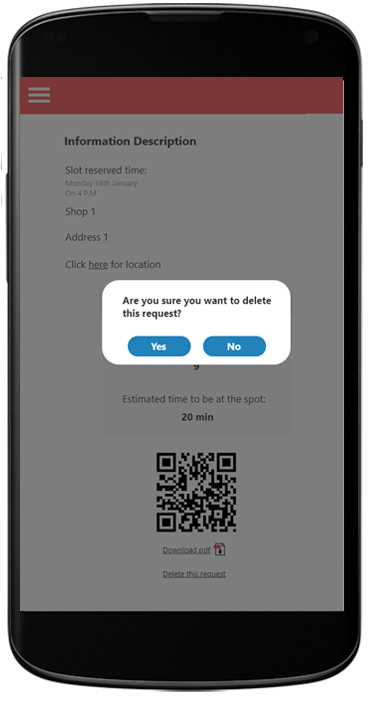 Information Description
Slot reserved time:
Monday 16th January
On 4 P.M
Shop 1
Address 1
Click here for location
Are you sure you want to delete
this request?
Yes
No
Estimated time to be at the spot:
20 min
Download pdf
Delete this request